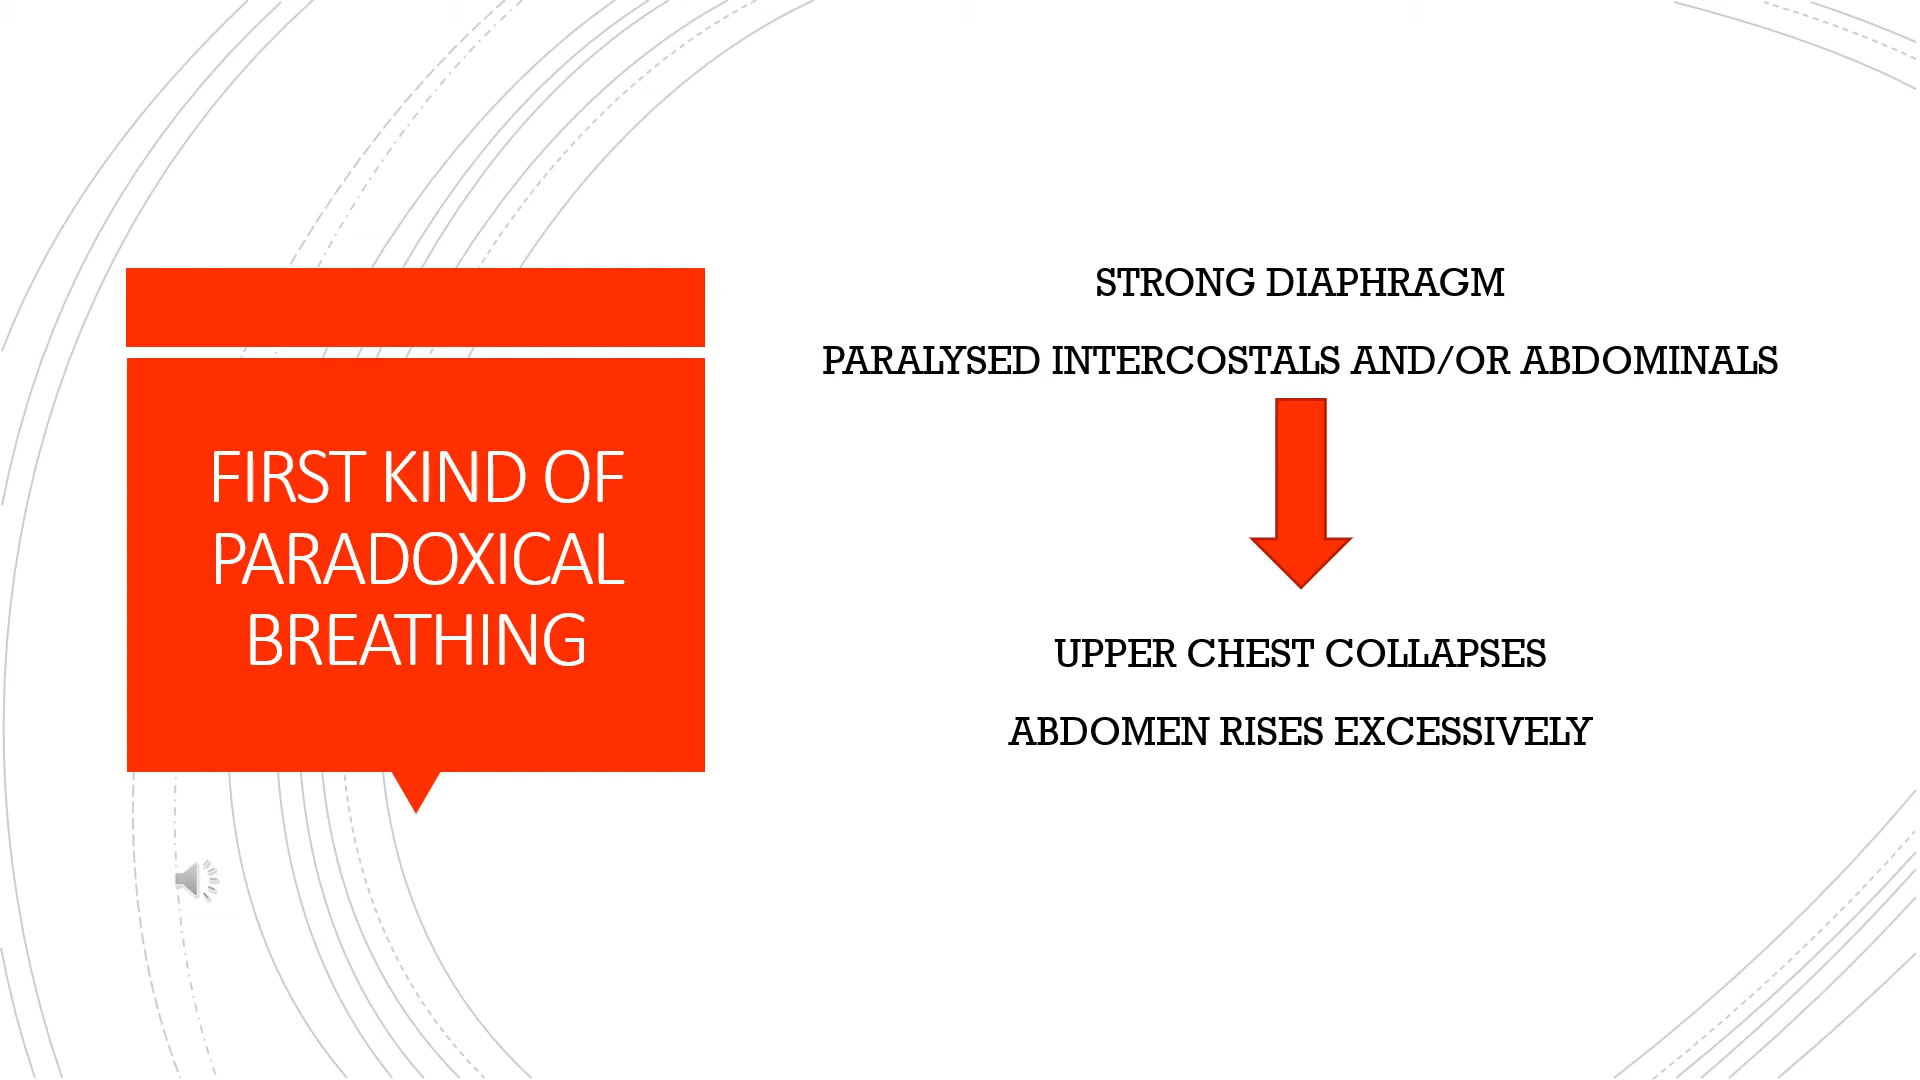 FIRST KIND OF
PARADOXICAL
BREATHING
STRONG DIAPHRAGM
PARALYSED INTERCOSTALS AND/OR ABDOMINALS
UPPER CHEST COLLAPSES
ABDOMEN RISES EXCESSIVELY